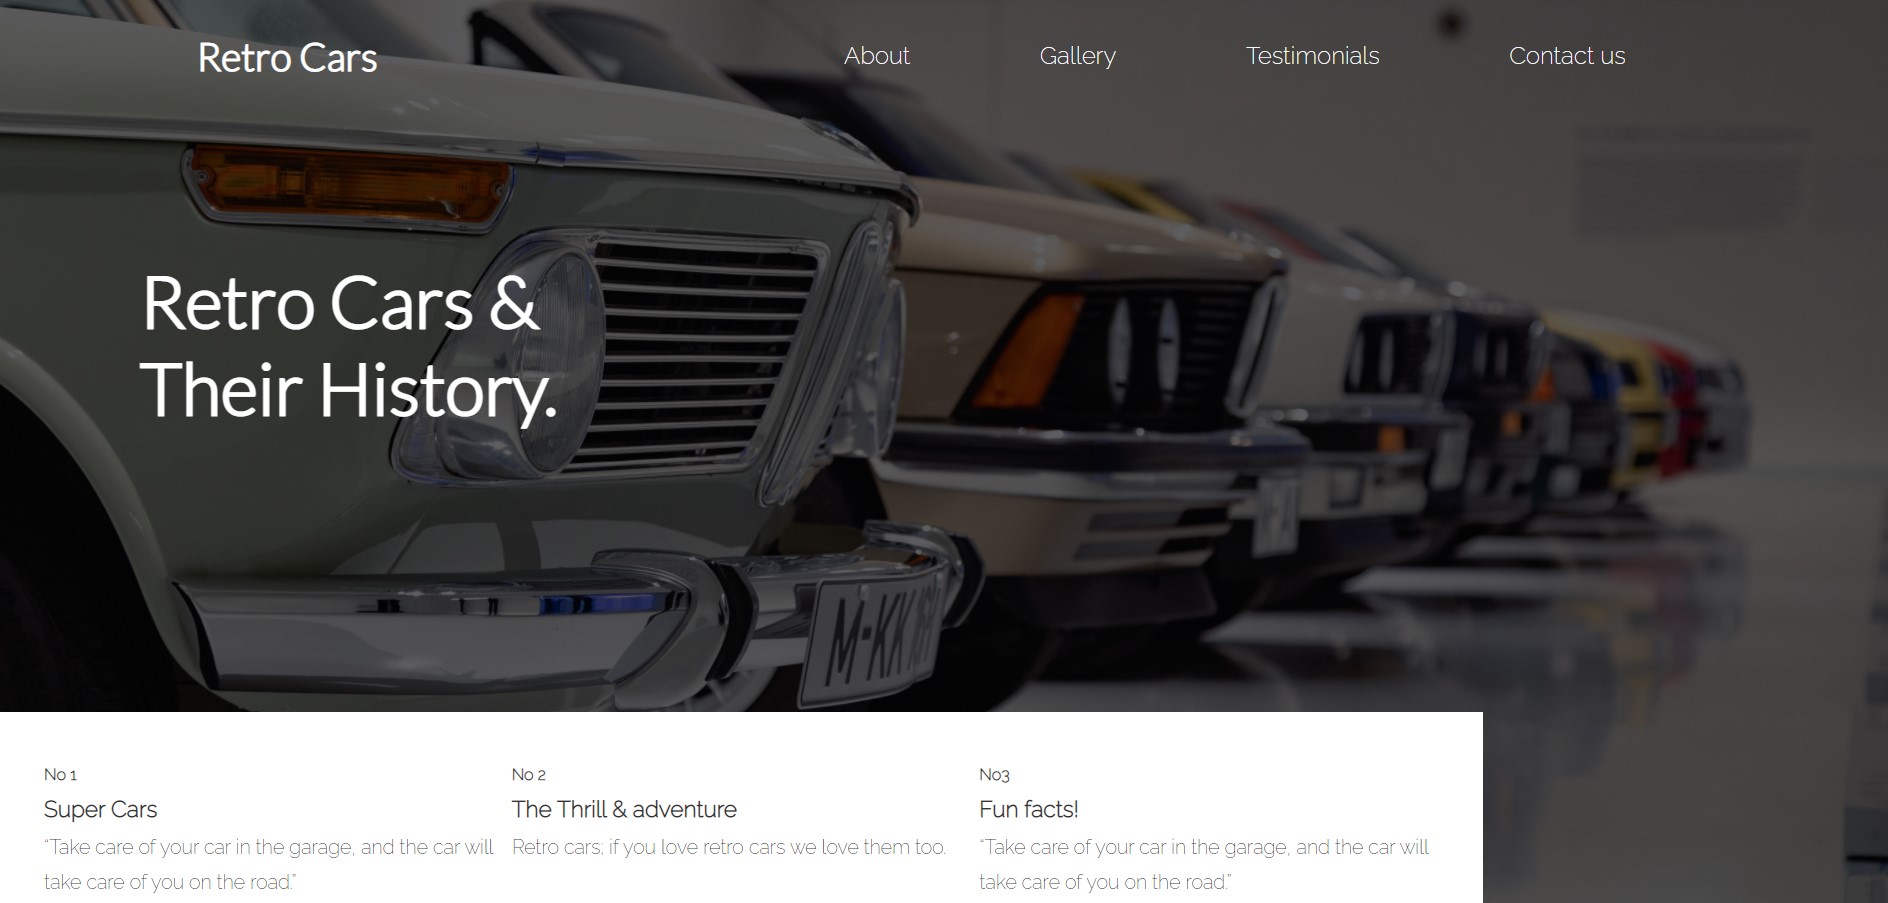 Retro Cars
About
Gallery
Testimonials
Contact us
Retro Cars &
Their History.
M-KK
No 1
Super Cars
“Take care of your car in the garage, and the car will
take care of you on the road.”
No 2
The Thrill & adventure
Retro cars; if you love retro cars we love them too.
No3
Fun facts!
“Take care of your car in the garage, and the car will
take care of you on the road.”